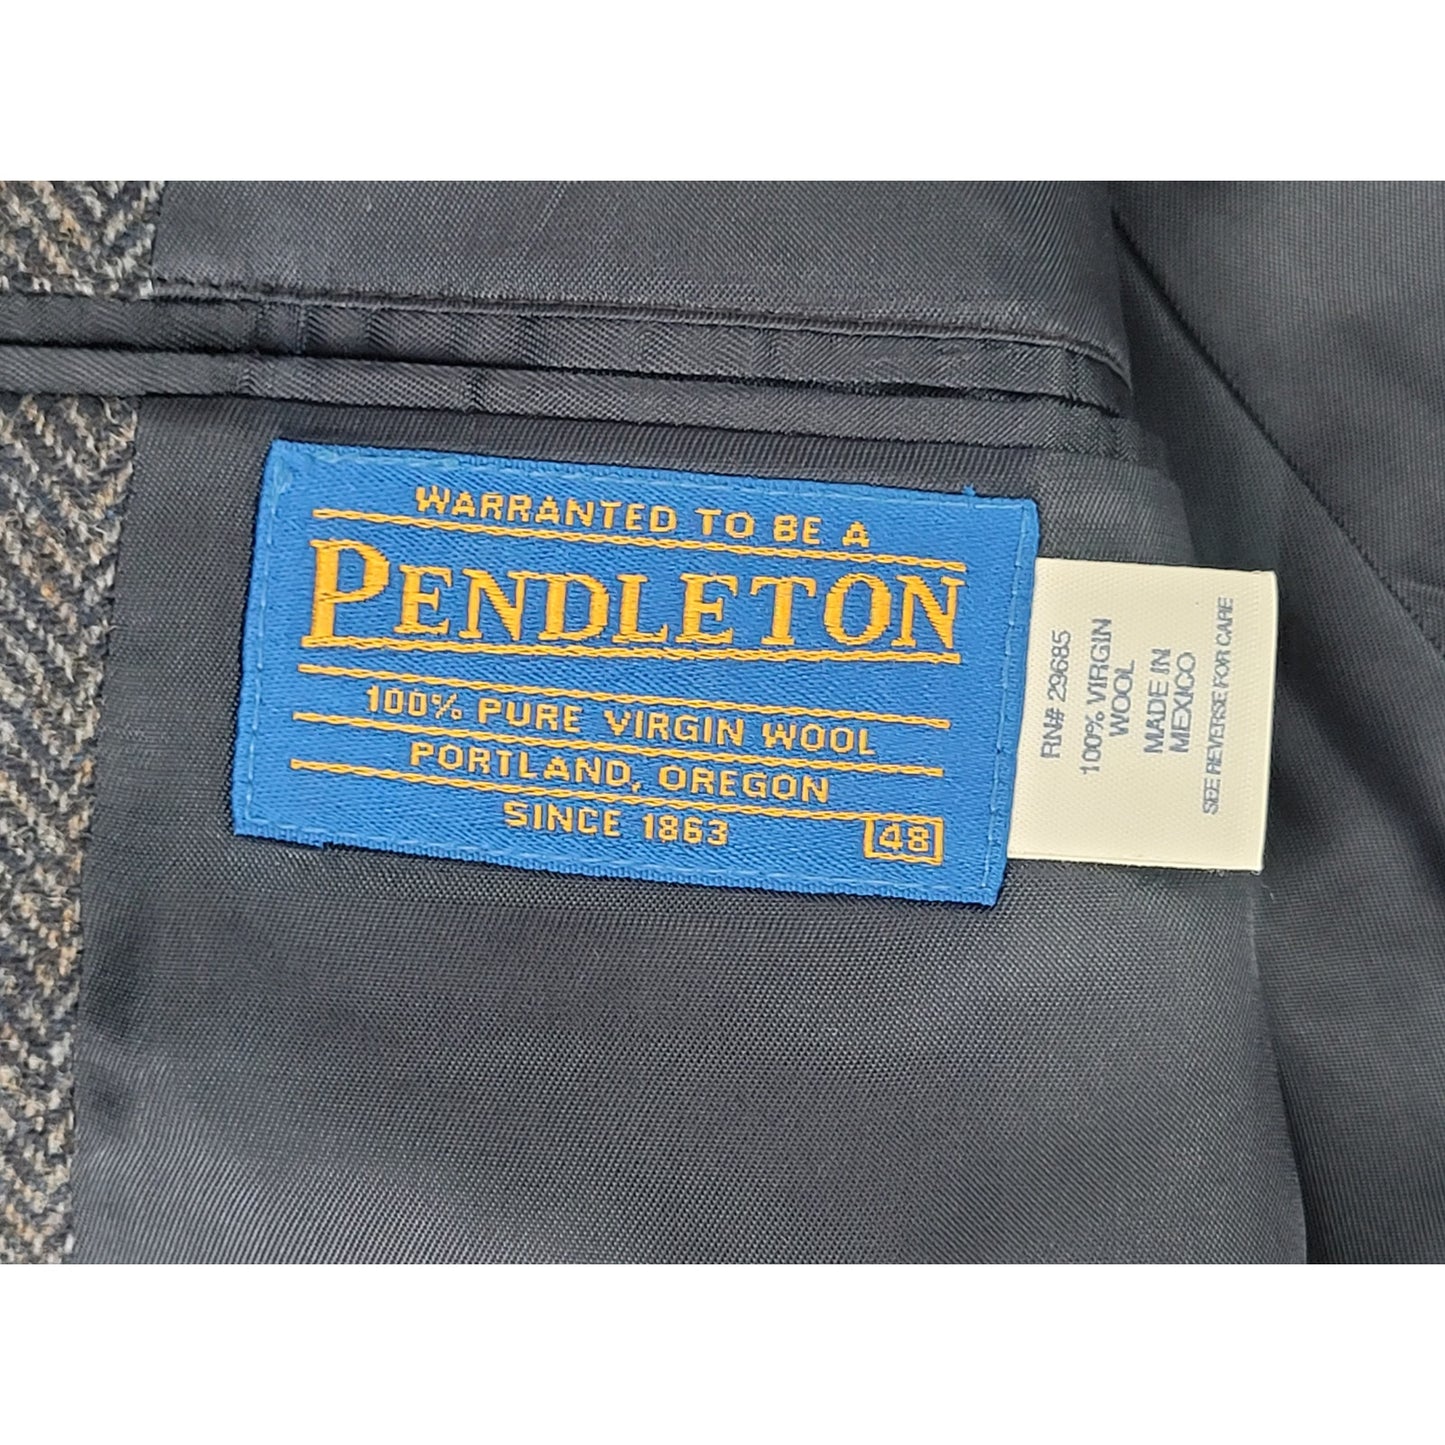 WARRANTED TO BE A
PENDLETON
100% PURE VIRGIN WOOL
PORTLAND, OREGON
SINCE 1863
48
RN# 29685
100% VIRGIN
WOOL
MADE IN
MEXICO
SEE REVERSE FOR CARE